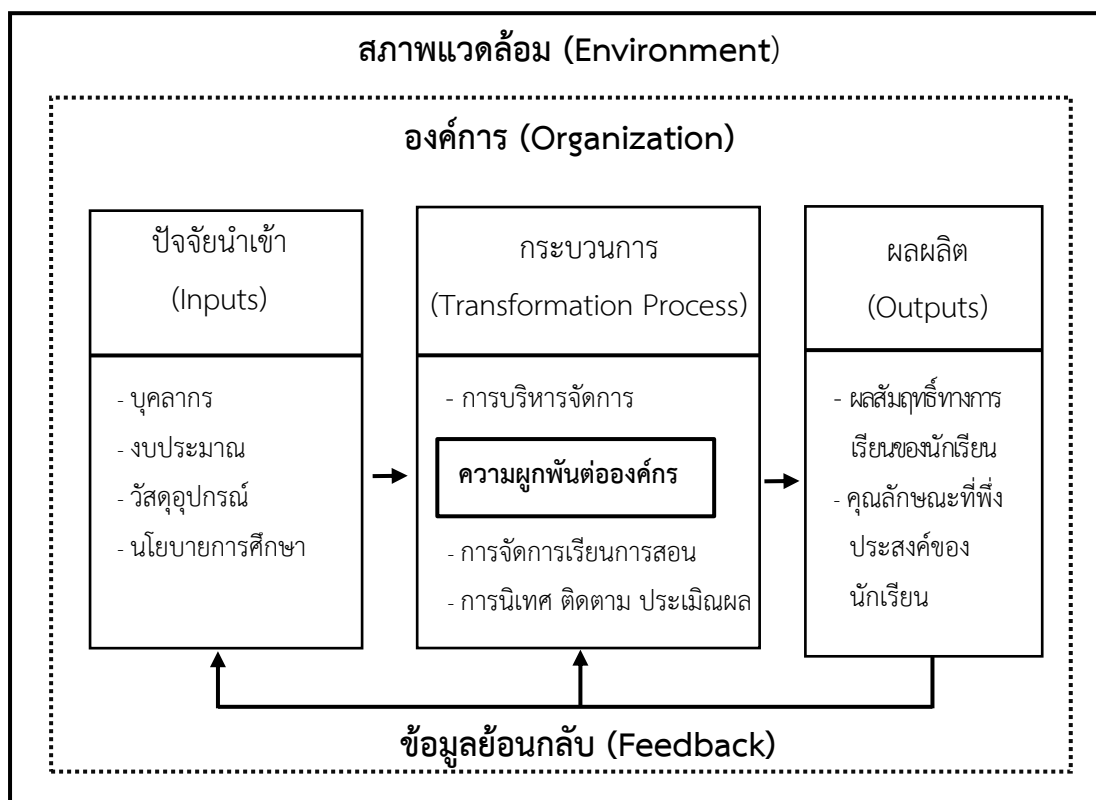 สภาพแวดล้อม (Environment)
องค์การ (Organization)
ปัจจัยนำเข้า
(Inputs)
- บุคลากร
- งบประมาณ
- วัสดุอุปกรณ์
- นโยบายการศึกษา
กระบวนการ
(Transformation Process)
- การบริหารจัดการ
ความผูกพันต่อองค์กร
- การจัดการเรียนการสอน
- การนิเทศ ติดตาม ประเมิณผล
ผลผลิต
(Outputs)
- ผลสัมฤทธิ์ทางการ
เรียนของนักเรียน
- คุณลักษณะที่พึ่ง
ประสงค์ของ
นักเรียน
ข้อมูลย้อนกลับ (Feedback)